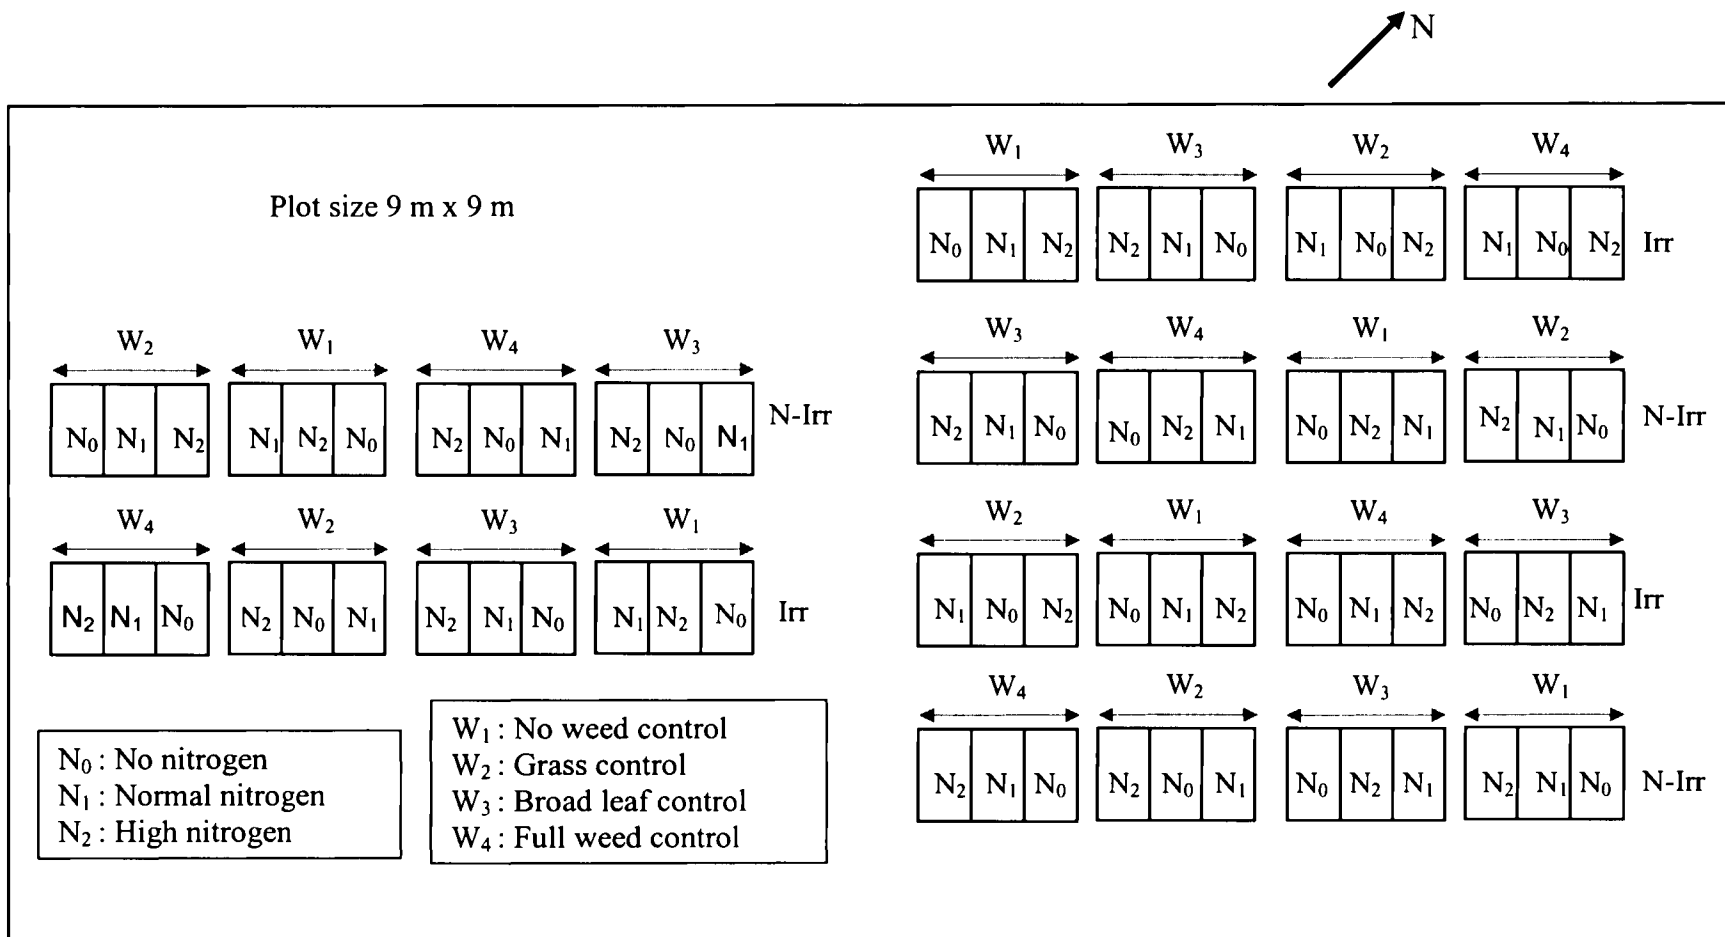 N
Plot size 9 m x 9 m
W₁ W₃ W₂ W₄
N₀ N₁ N₂ N₂ N₁ N₀ N₁ N₀ N₂ N₁ N₀ N₂ Irr
W₃ W₄ W₁ W₂
N₂ N₁ N₀ N₀ N₂ N₁ N₀ N₂ N₁ N₂ N₁ N₀ N-Irr
W₂ W₁ W₄ W₃
N₀ N₁ N₂ N₁ N₂ N₀ N₂ N₀ N₁ N₂ N₀ N₁ N-Irr
W₄ W₂ W₃ W₁
N₂ N₁ N₀ N₂ N₀ N₁ N₂ N₁ N₀ N₁ N₂ N₀ Irr
W₂ W₁ W₄ W₃
N₁ N₀ N₂ N₀ N₁ N₂ N₀ N₁ N₂ N₀ N₂ N₁ Irr
W₄ W₂ W₃ W₁
N₂ N₁ N₀ N₂ N₀ N₁ N₀ N₂ N₁ N₂ N₁ N₀ N-Irr
N₀ : No nitrogen
N₁ : Normal nitrogen
N₂ : High nitrogen
W₁ : No weed control
W₂ : Grass control
W₃ : Broad leaf control
W₄ : Full weed control